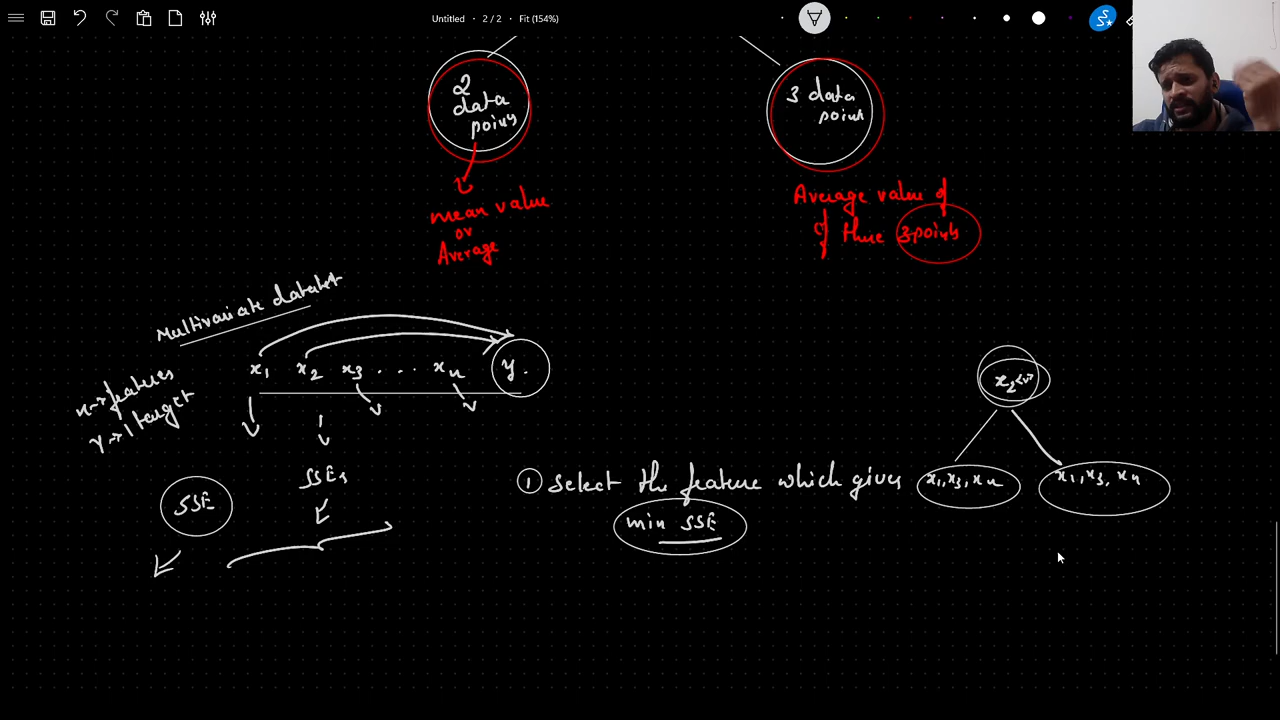 Untitled • 2 / 2 • Fit (154%)
2
data
points
3 data
points
mean value
or
Average
Average value of
of these 3 points
Multivariate dataset
n→features
y→1 target
x1 x2 x3 . . . xn y.
SSE
SSEs
① Select the feature which gives
min SSE
x2<v>
x1, x3, xn
x1, x3, xn